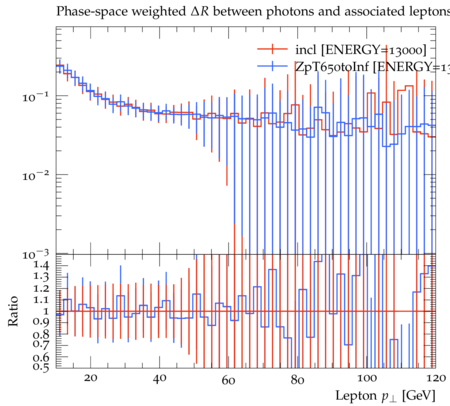 Phase-space weighted ΔR between photons and associated leptons
incl [ENERGY=13000]
ZpT650toInf [ENERGY=13
10⁻¹
10⁻²
10⁻³
1.4
1.3
1.2
1.1
1
0.9
0.8
0.7
0.6
0.5
Ratio
20 40 60 80 100 120
Lepton p⊥ [GeV]